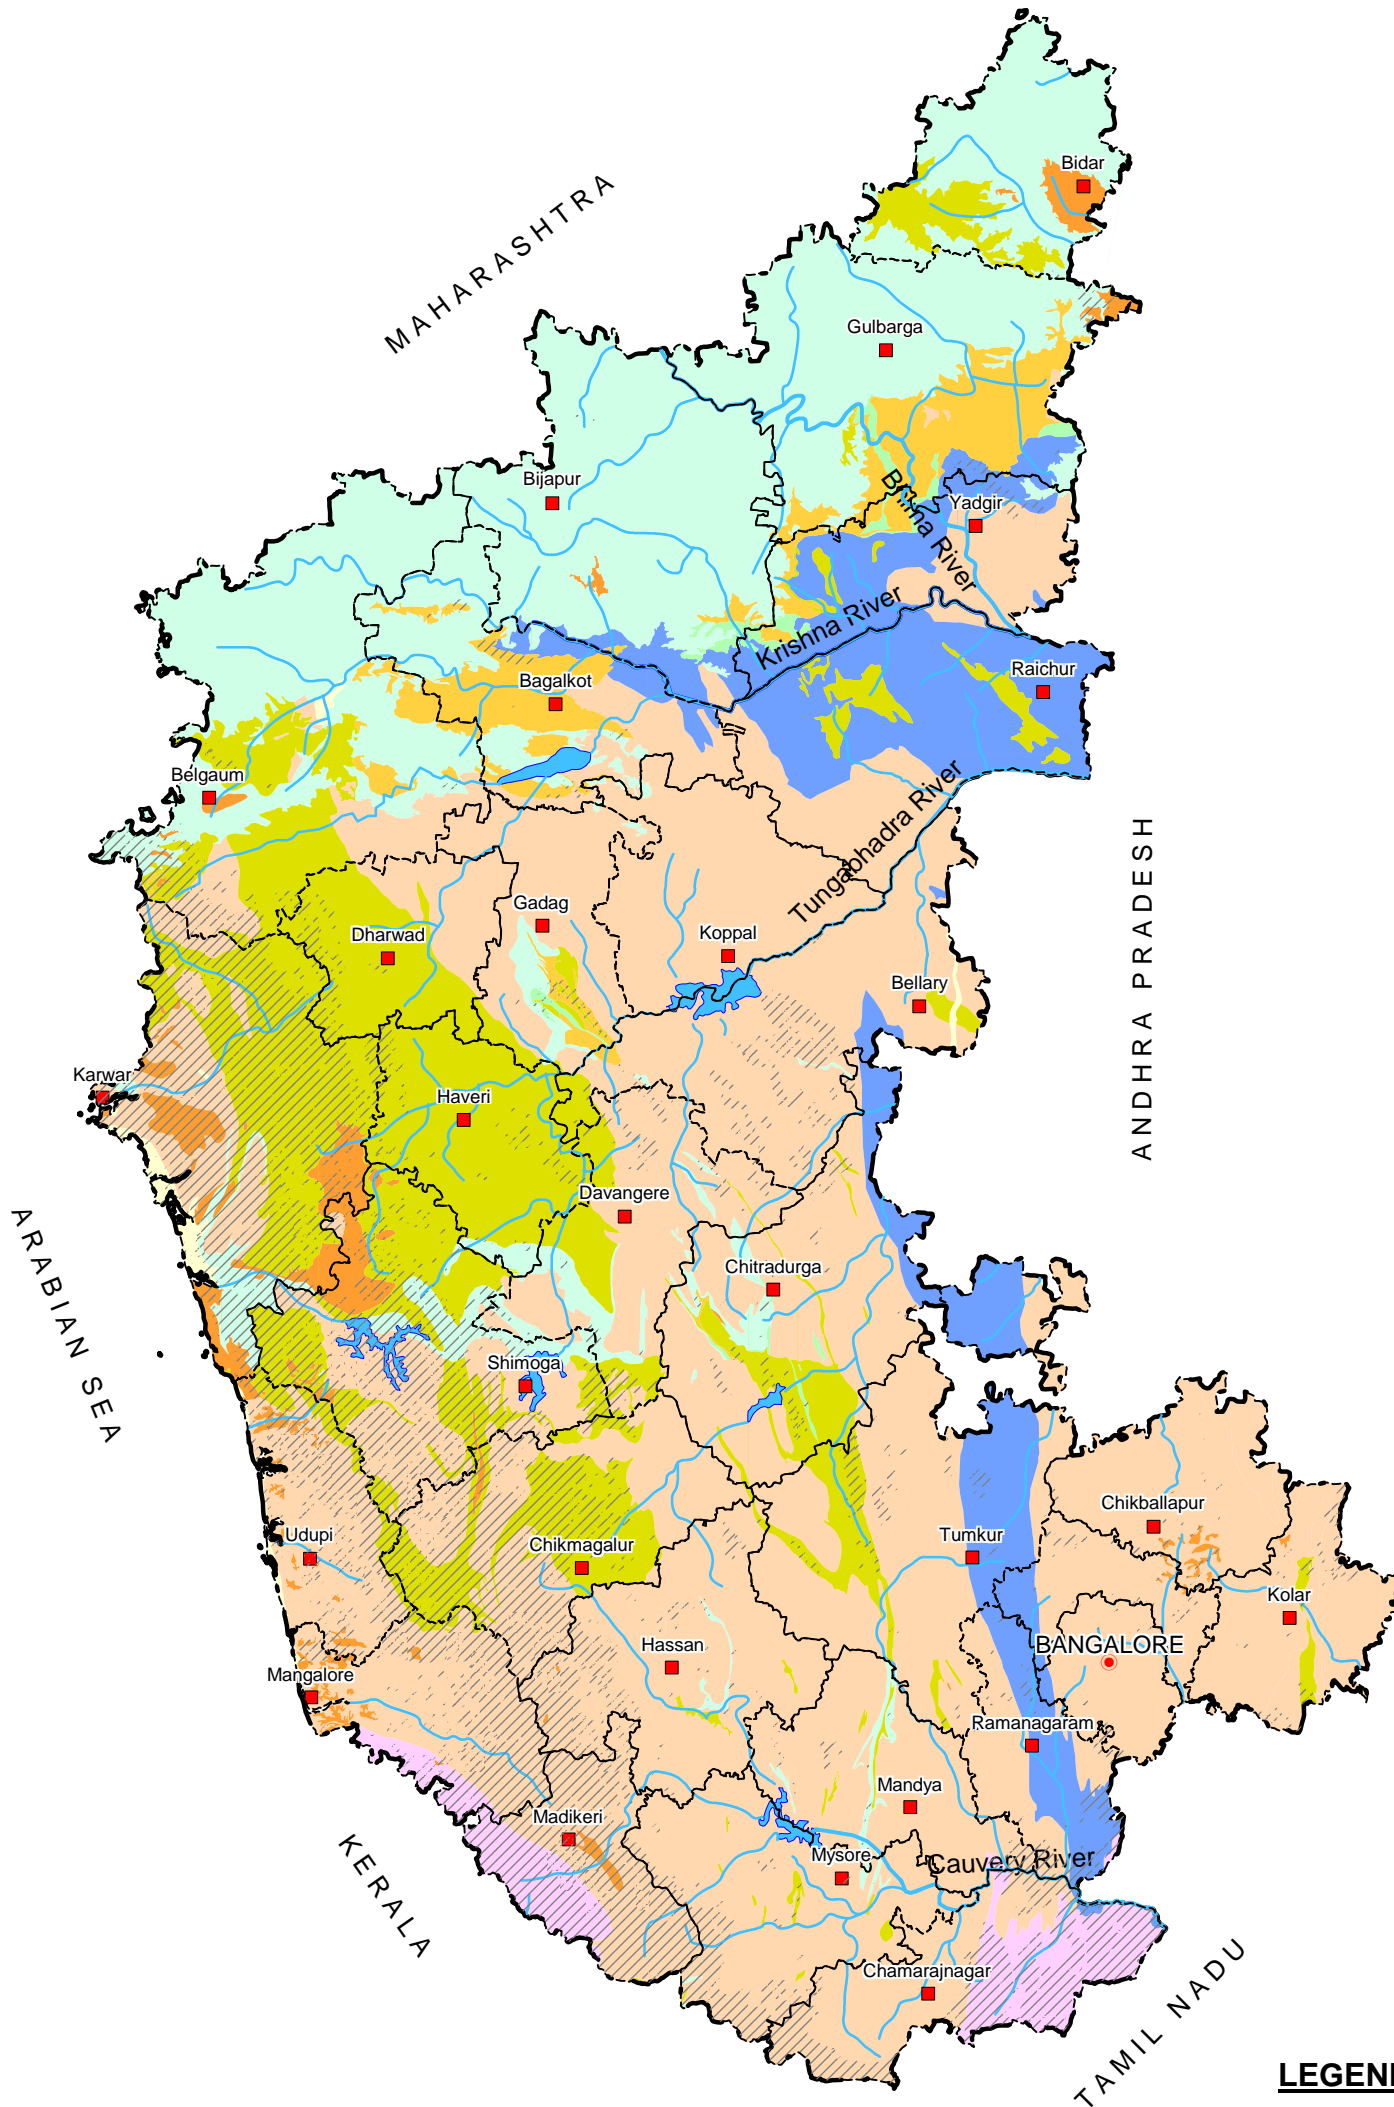 Bidar
MAHARASHTRA
Gulbarga
Bijapur
Yadgir
Bhima River
Krishna River
Raichur
Bagalkot
Belgaum
Tungabhadra River
ANDHRA PRADESH
Gadag
Dharwad
Koppal
Bellary
Karwar
Haveri
Davangere
Chitradurga
ARABIAN SEA
Shimoga
Chikballapur
Udupi
Chikmagalur
Tumkur
Kolar
Hassan
BANGALORE
Mangalore
Ramanagaram
Mandya
Madikeri
Mysore
Cauvery River
KERALA
Chamarajnagar
TAMIL NADU
LEGEN